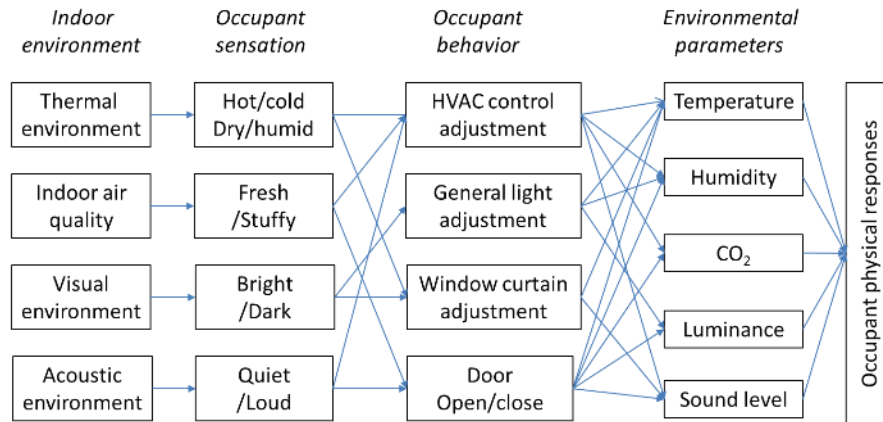 Indoor
environment
Occupant
sensation
Occupant
behavior
Environmental
parameters
Thermal
environment
Hot/cold
Dry/humid
HVAC control
adjustment
Temperature
Indoor air
quality
Fresh
/Stuffy
General light
adjustment
Humidity
Visual
environment
Bright
/Dark
Window curtain
adjustment
CO₂
Luminance
Acoustic
environment
Quiet
/Loud
Door
Open/close
Sound level
Occupant physical responses